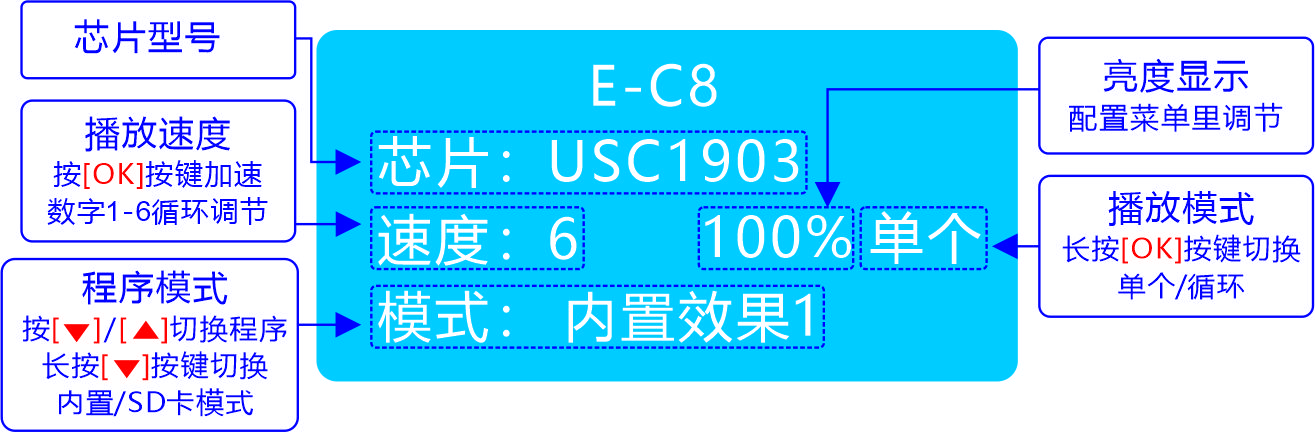 芯片型号
播放速度
按[OK]按键加速
数字1-6循环调节
程序模式
按[▼]/[▲]切换程序
长按[▼]按键切换
内置/SD卡模式
E-C8
芯片：USC1903
速度：6 100% 单个
模式： 内置效果1
亮度显示
配置菜单里调节
播放模式
长按[OK]按键切换
单个/循环